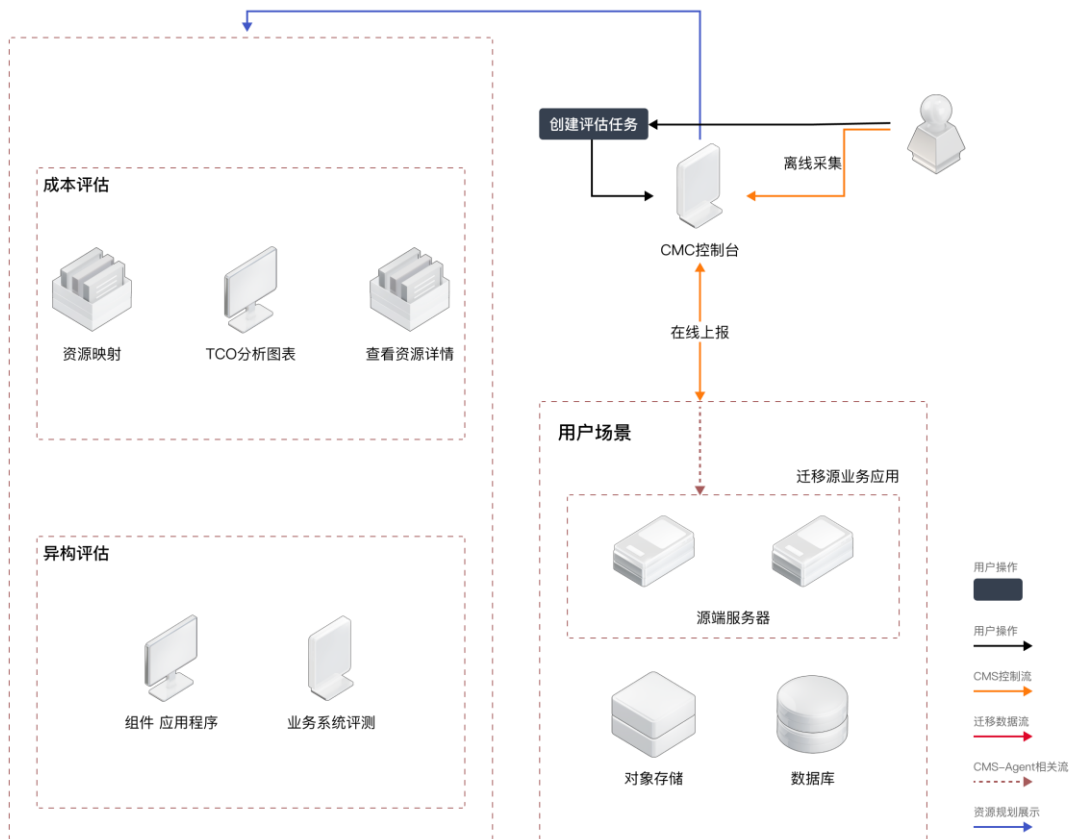 创建评估任务
离线采集
成本评估
CMC控制台
资源映射
TCO分析图表
查看资源详情
在线上报
用户场景
迁移源业务应用
异构评估
源端服务器
组件 应用程序
业务系统评测
对象存储
数据库
用户操作
用户操作
CMS控制流
迁移数据流
CMS-Agent相关流
资源规划展示